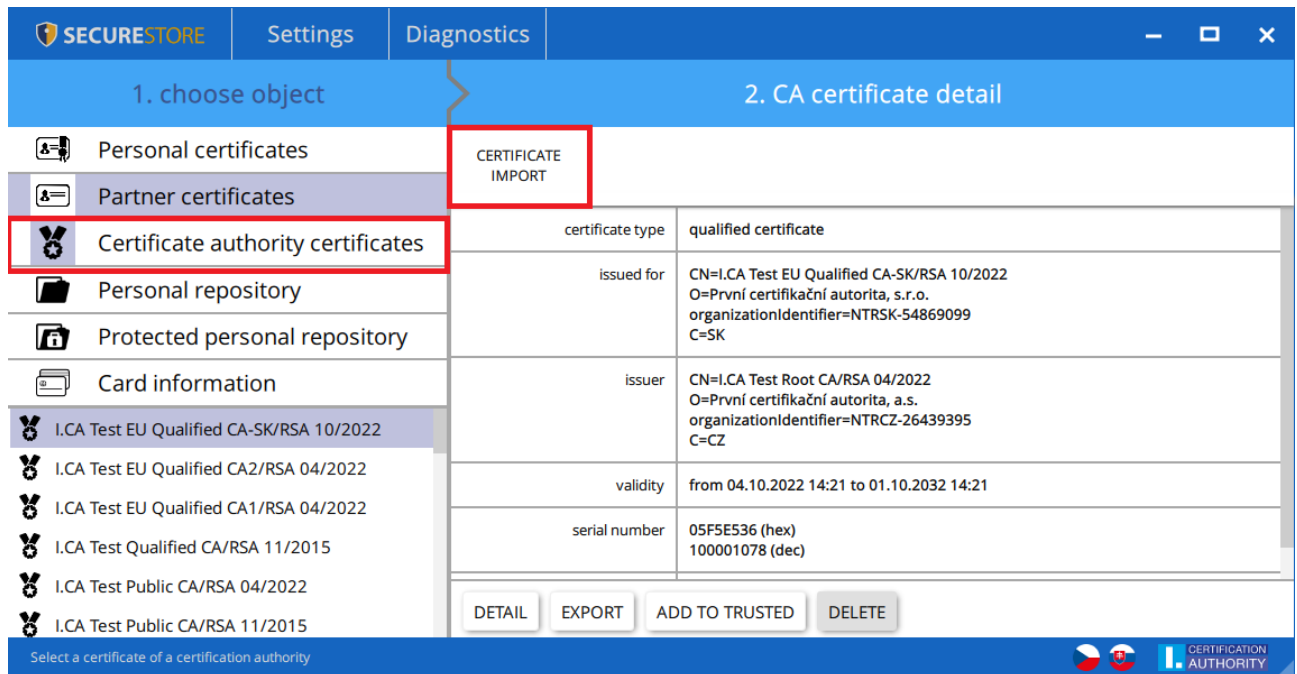 SECURESTORE
Settings
Diagnostics
1. choose object
2. CA certificate detail
Personal certificates
Partner certificates
Certificate authority certificates
Personal repository
Protected personal repository
Card information
I.CA Test EU Qualified CA-SK/RSA 10/2022
I.CA Test EU Qualified CA2/RSA 04/2022
I.CA Test EU Qualified CA1/RSA 04/2022
I.CA Test Qualified CA/RSA 11/2015
I.CA Test Public CA/RSA 04/2022
I.CA Test Public CA/RSA 11/2015
CERTIFICATE
IMPORT
certificate type
qualified certificate
issued for
CN=I.CA Test EU Qualified CA-SK/RSA 10/2022
O=První certifikační autorita, s.r.o.
organizationIdentifier=NTRSK-54869099
C=SK
issuer
CN=I.CA Test Root CA/RSA 04/2022
O=První certifikační autorita, a.s.
organizationIdentifier=NTRCZ-26439395
C=CZ
validity
from 04.10.2022 14:21 to 01.10.2032 14:21
serial number
05F5E536 (hex)
100001078 (dec)
DETAIL
EXPORT
ADD TO TRUSTED
DELETE
Select a certificate of a certification authority
I.
CERTIFICATION
AUTHORITY